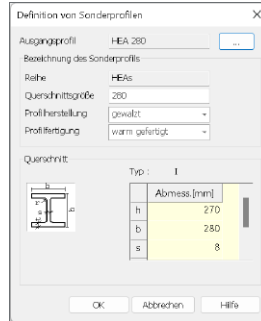 Definition von Sonderprofilen
Ausgangsprofil HEA 280 ...
Bezeichnung des Sonderprofils
Reihe HEAs
Querschnittsgröße 280
Profilherstellung gewalzt
Profilfertigung warm gefertigt
Querschnitt
Typ : I
Abmess.[mm]
h 270
b 280
s 8
OK Abbrechen Hilfe